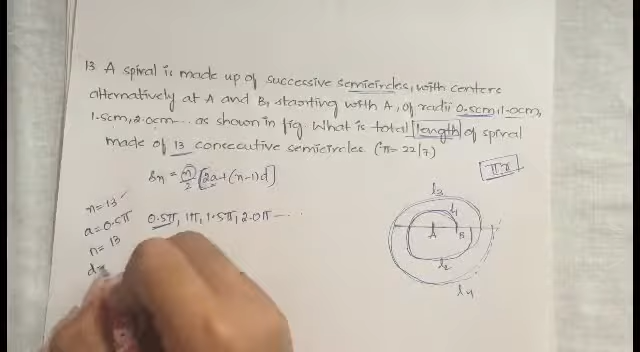 13 A spiral is made up of successive semicircles, with centers
alternatively at A and B, starting with A, of radii 0.5cm, 1.0cm,
1.5cm, 2.0cm... as shown in fig. What is total length of spiral
made of 13 consecutive semicircles (π = 22/7)
πr
Sn = n/2 [2a + (n-1)d]
n = 13
a = 0.5π 0.5π, 1π, 1.5π, 2.0π - ....
n = 13
d =
l3
l1
A B
l2
l4